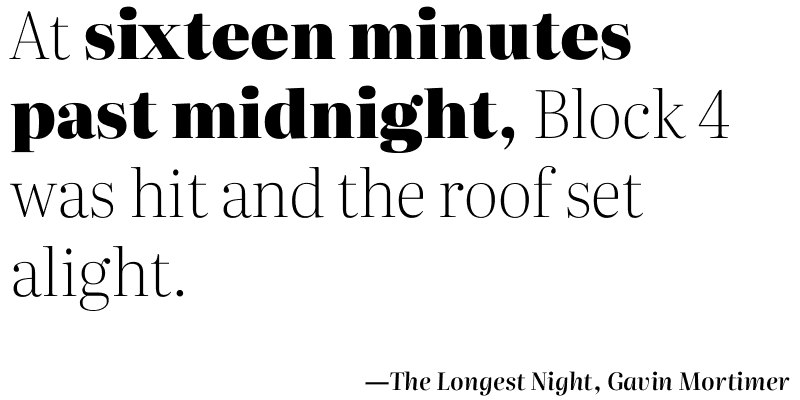 At sixteen minutes
past midnight, Block 4
was hit and the roof set
alight.
—The Longest Night, Gavin Mortimer